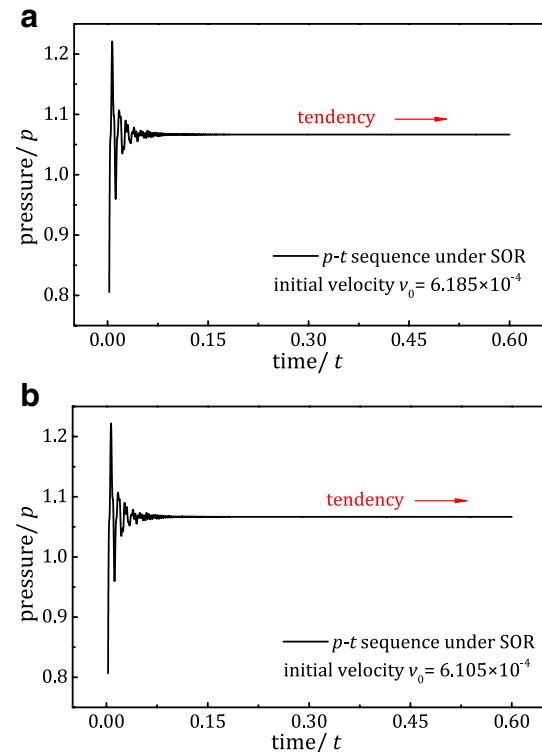 a
1.2
1.1
1.0
0.9
0.8
pressure/ p
tendency
p-t sequence under SOR
initial velocity v₀= 6.185×10⁻⁴
0.00 0.15 0.30 0.45 0.60
time/ t
b
1.2
1.1
1.0
0.9
0.8
pressure/ p
tendency
p-t sequence under SOR
initial velocity v₀= 6.105×10⁻⁴
0.00 0.15 0.30 0.45 0.60
time/ t